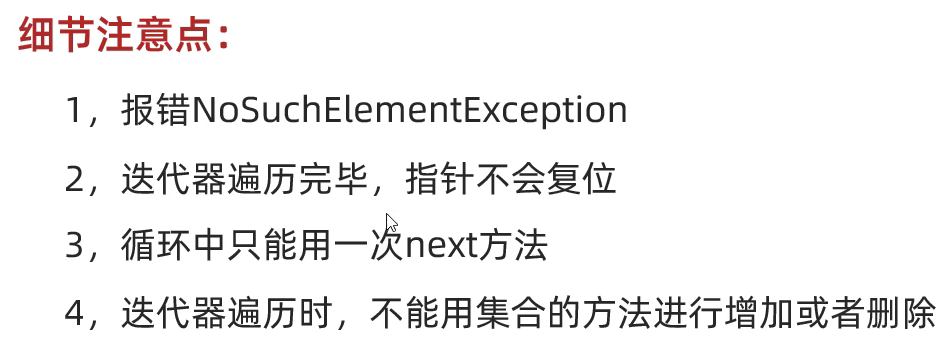 细节注意点：
1，报错NoSuchElementException
2，迭代器遍历完毕，指针不会复位
3，循环中只能用一次next方法
4，迭代器遍历时，不能用集合的方法进行增加或者删除